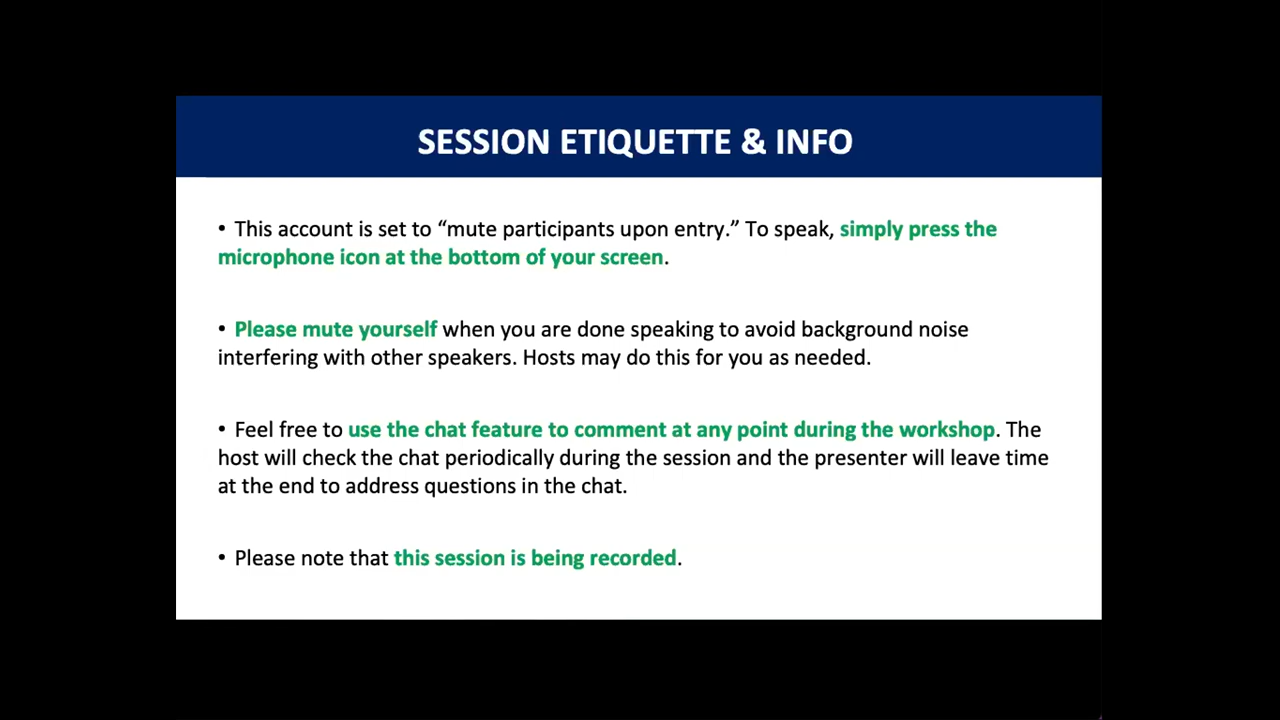 SESSION ETIQUETTE & INFO
• This account is set to “mute participants upon entry.” To speak, simply press the
microphone icon at the bottom of your screen.
• Please mute yourself when you are done speaking to avoid background noise
interfering with other speakers. Hosts may do this for you as needed.
• Feel free to use the chat feature to comment at any point during the workshop. The
host will check the chat periodically during the session and the presenter will leave time
at the end to address questions in the chat.
• Please note that this session is being recorded.